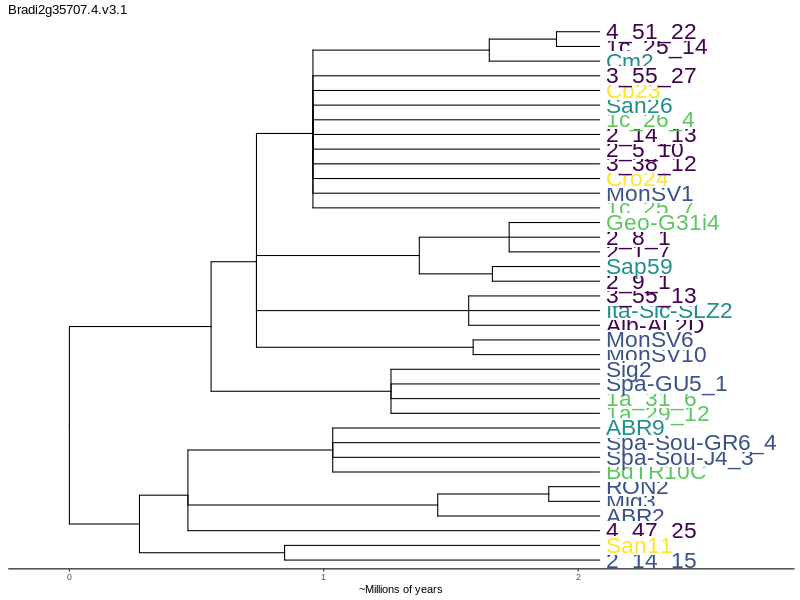 Bradi2g35707.4.v3.1
4_51_22
1c_25_14
Cm2
3_55_27
Cb23
San26
1c_26_4
2_14_13
2_5_10
3_38_12
Cro24
MonSV1
1c_25_7
Geo-G31i4
2_8_1
2_1_7
Sap59
2_9_1
3_55_13
Ita-Sic-SLZ2
Alb-AL2D
MonSV6
MonSV10
Sig2
Spa-GU5_1
1a_31_6
1a_29_12
ABR9
Spa-Sou-GR6_4
Spa-Sou-J4_3
BdTR10C
RON2
Mig3
ABR2
4_47_25
San11
2_14_15
0 1 2
~Millions of years